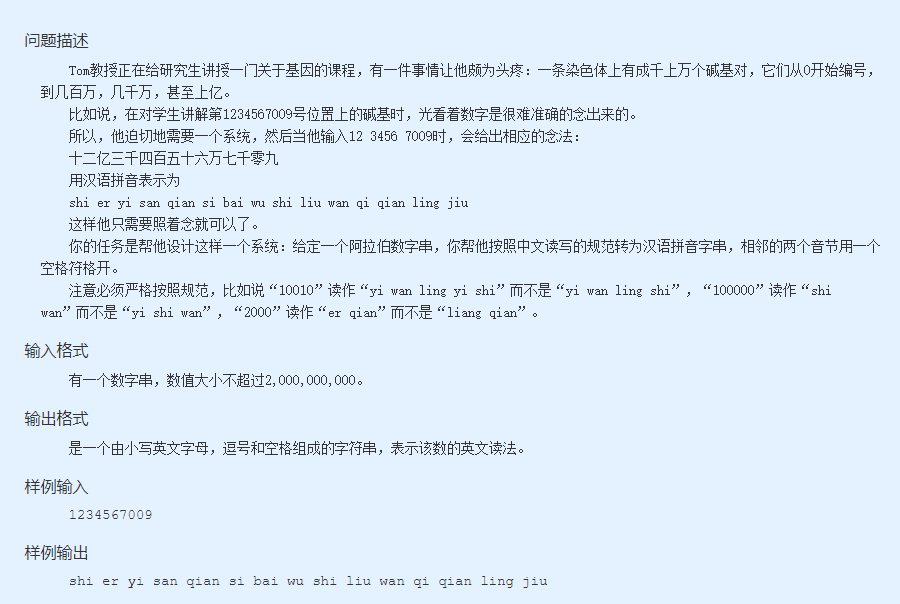 问题描述
Tom教授正在给研究生讲授一门关于基因的课程，有一件事情让他颇为头疼：一条染色体上有成千上万个碱基对，它们从0开始编号，
到几百万，几千万，甚至上亿。
比如说，在对学生讲解第1234567009号位置上的碱基时，光看着数字是很难准确的念出来的。
所以，他迫切地需要一个系统，然后当他输入12 3456 7009时，会给出相应的念法：
十二亿三千四百五十六万七千零九
用汉语拼音表示为
shi er yi san qian si bai wu shi liu wan qi qian ling jiu
这样他只需要照着念就可以了。
你的任务是帮他设计这样一个系统：给定一个阿拉伯数字串，你帮他按照中文读写的规范转为汉语拼音字串，相邻的两个音节用一个
空格符格开。
注意必须严格按照规范，比如说“10010”读作“yi wan ling yi shi”而不是“yi wan ling shi”，“100000”读作“shi
wan”而不是“yi shi wan”，“2000”读作“er qian”而不是“liang qian”。
输入格式
有一个数字串，数值大小不超过2,000,000,000。
输出格式
是一个由小写英文字母，逗号和空格组成的字符串，表示该数的英文读法。
样例输入
1234567009
样例输出
shi er yi san qian si bai wu shi liu wan qi qian ling jiu